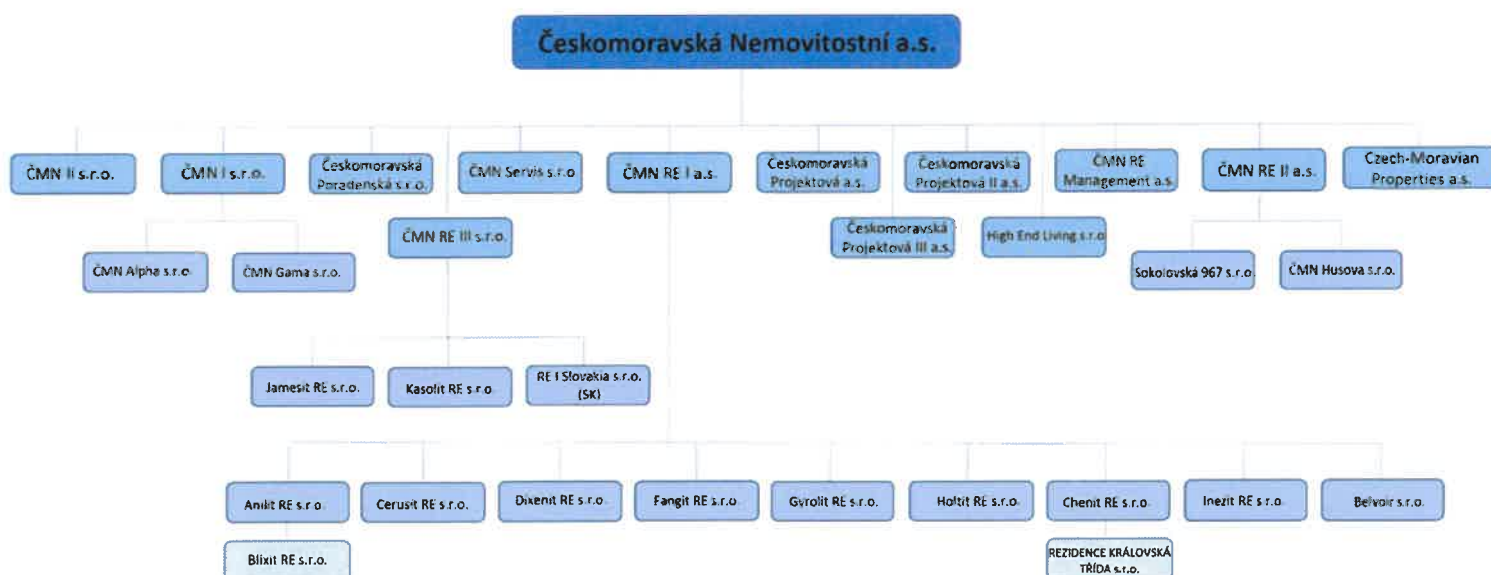 Českomoravská Nemovitostní a.s.
ČMN II s.r.o.
ČMN I s.r.o.
Českomoravská
Poradenská s.r.o.
ČMN Servis s.r.o
ČMN RE I a.s.
Českomoravská
Projektová a.s.
Českomoravská
Projektová II a.s.
ČMN RE
Management a.s.
ČMN RE II a.s.
Czech-Moravian
Properties a.s.
ČMN RE III s.r.o.
Českomoravská
Projektová III a.s.
High End Living s.r.o
ČMN Alpha s.r.o.
ČMN Gama s.r.o.
Sokolovská 967 s.r.o.
ČMN Husova s.r.o.
Jamesit RE s.r.o.
Kasolit RE s.r.o.
RE I Slovakia s.r.o.
(SK)
Anilit RE s.r.o.
Cerusit RE s.r.o.
Dixenit RE s.r.o.
Fangit RE s.r.o.
Gyrolit RE s.r.o.
Holtit RE s.r.o.
Chenit RE s.r.o.
Inezit RE s.r.o.
Belvoir s.r.o.
Blixit RE s.r.o.
REZIDENCE KRÁLOVSKÁ
TŘÍDA s.r.o.